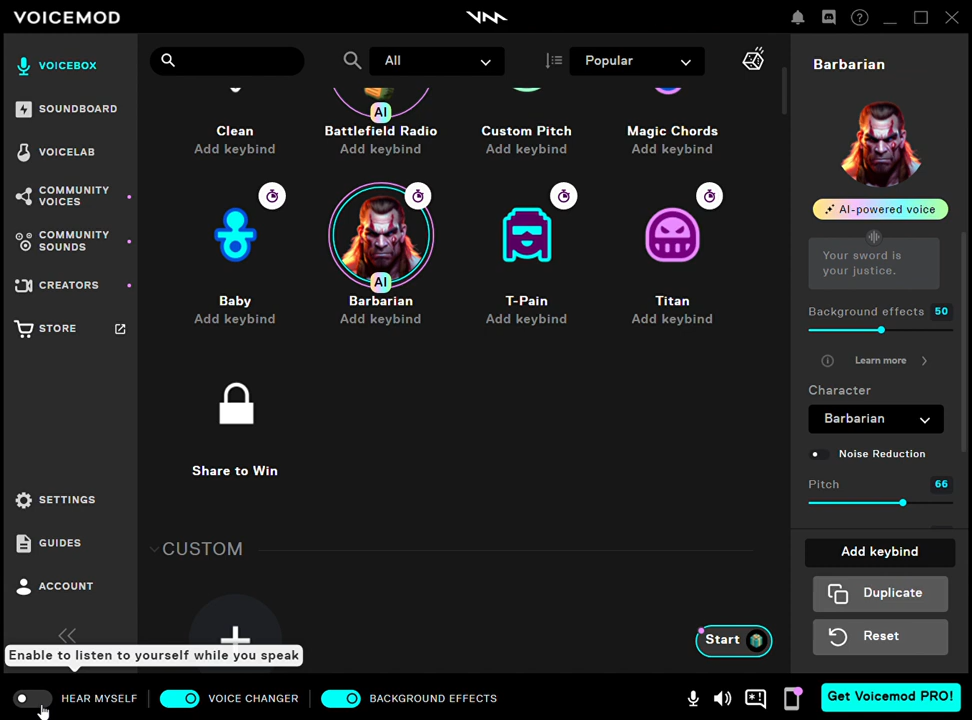 VOICEMOD
VOICEBOX
SOUNDBOARD
VOICELAB
COMMUNITY
VOICES
COMMUNITY
SOUNDS
CREATORS
STORE
SETTINGS
GUIDES
ACCOUNT
All
Popular
Clean
Add keybind
AI
Battlefield Radio
Add keybind
Custom Pitch
Add keybind
Magic Chords
Add keybind
Baby
Add keybind
AI
Barbarian
Add keybind
T-Pain
Add keybind
Titan
Add keybind
Share to Win
CUSTOM
Start
Barbarian
AI-powered voice
Your sword is
your justice.
Background effects 50
Learn more
Character
Barbarian
Noise Reduction
Pitch 66
Add keybind
Duplicate
Reset
Enable to listen to yourself while you speak
HEAR MYSELF
VOICE CHANGER
BACKGROUND EFFECTS
Get Voicemod PRO!